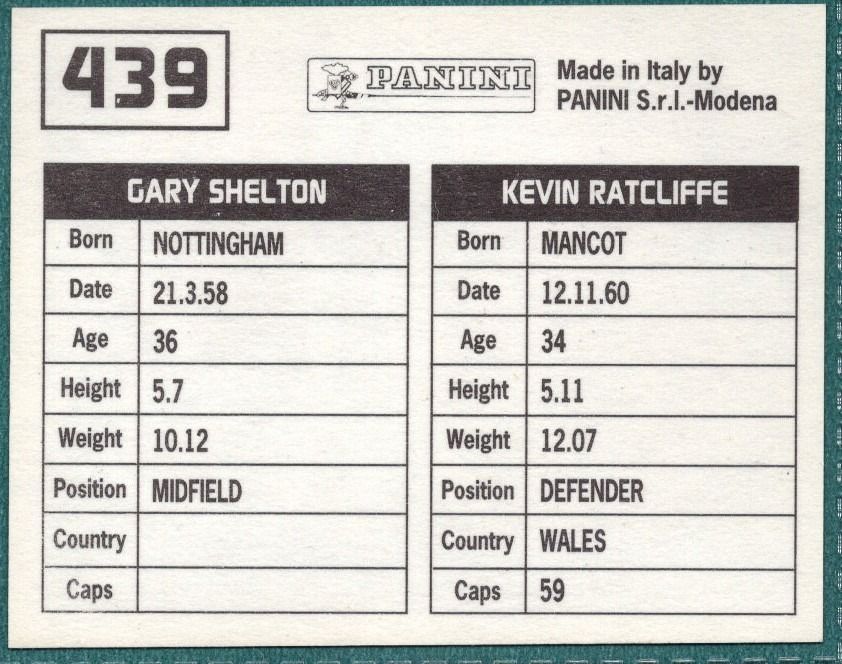 439
PANINI
Made in Italy by
PANINI S.r.l.-Modena
GARY SHELTON
Born NOTTINGHAM
Date 21.3.58
Age 36
Height 5.7
Weight 10.12
Position MIDFIELD
Country
Caps
KEVIN RATCLIFFE
Born MANCOT
Date 12.11.60
Age 34
Height 5.11
Weight 12.07
Position DEFENDER
Country WALES
Caps 59